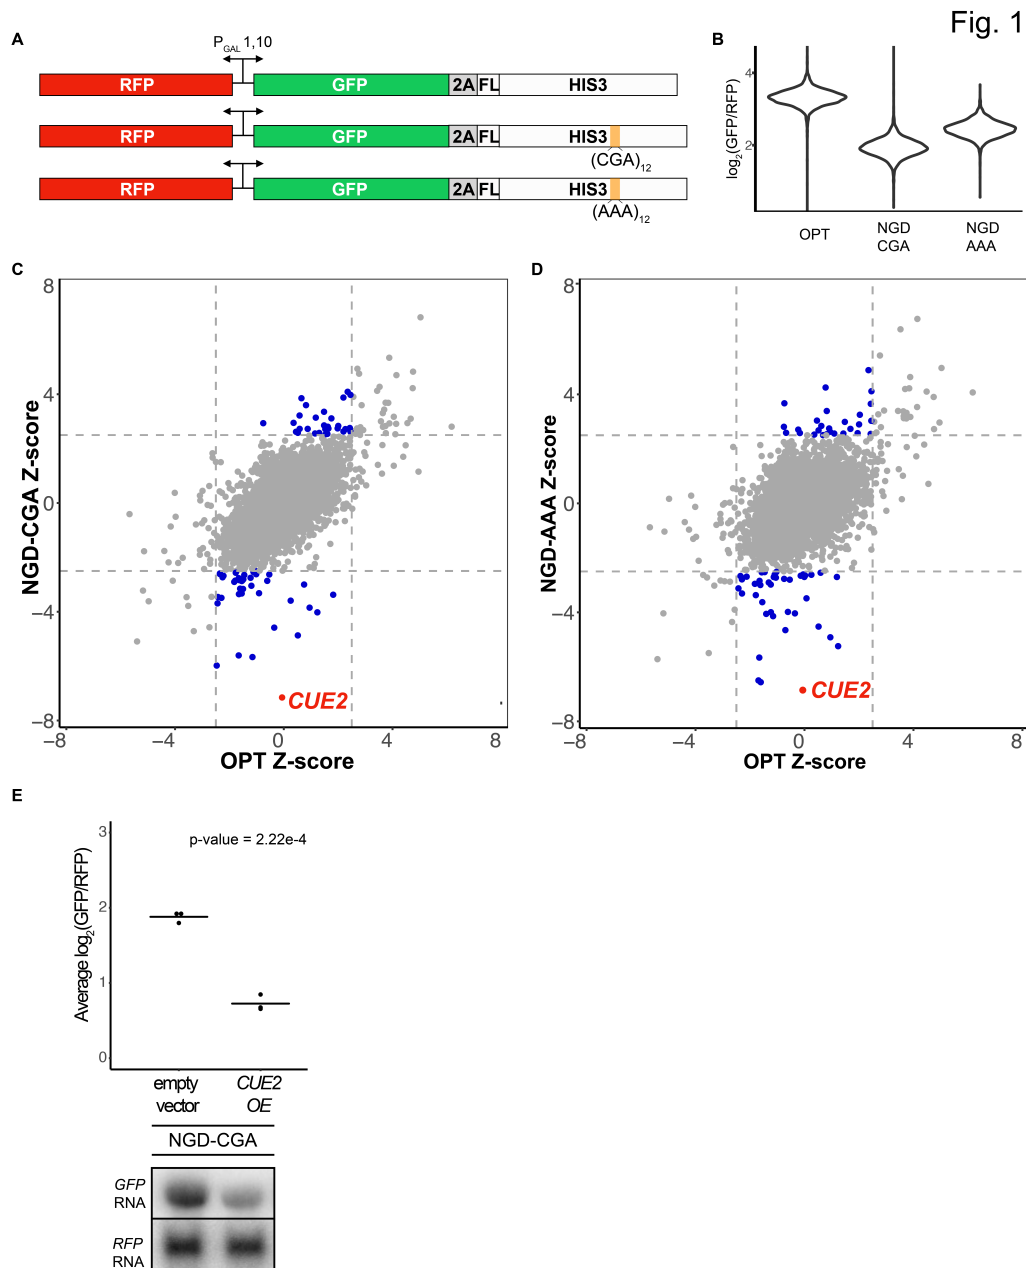 Fig. 1
A
P_GAL 1,10
RFP GFP 2A FL HIS3
RFP GFP 2A FL HIS3
(CGA)12
RFP GFP 2A FL HIS3
(AAA)12
B
log2(GFP/RFP)
4
2
OPT
NGD
CGA
NGD
AAA
C
NGD-CGA Z-score
8
4
0
−4
−8
−8 −4 0 4 8
OPT Z-score
CUE2
D
NGD-AAA Z-score
8
4
0
−4
−8
−8 −4 0 4 8
OPT Z-score
CUE2
E
Average log2(GFP/RFP)
3
2
1
0
p-value = 2.22e-4
empty
vector
CUE2
OE
NGD-CGA
GFP
RNA
RFP
RNA